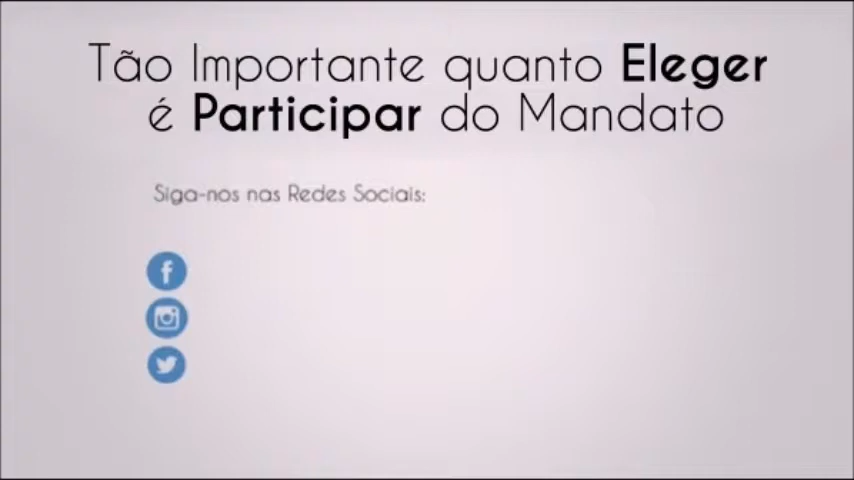 Tão Importante quanto Eleger
é Participar do Mandato
Siga-nos nas Redes Sociais: